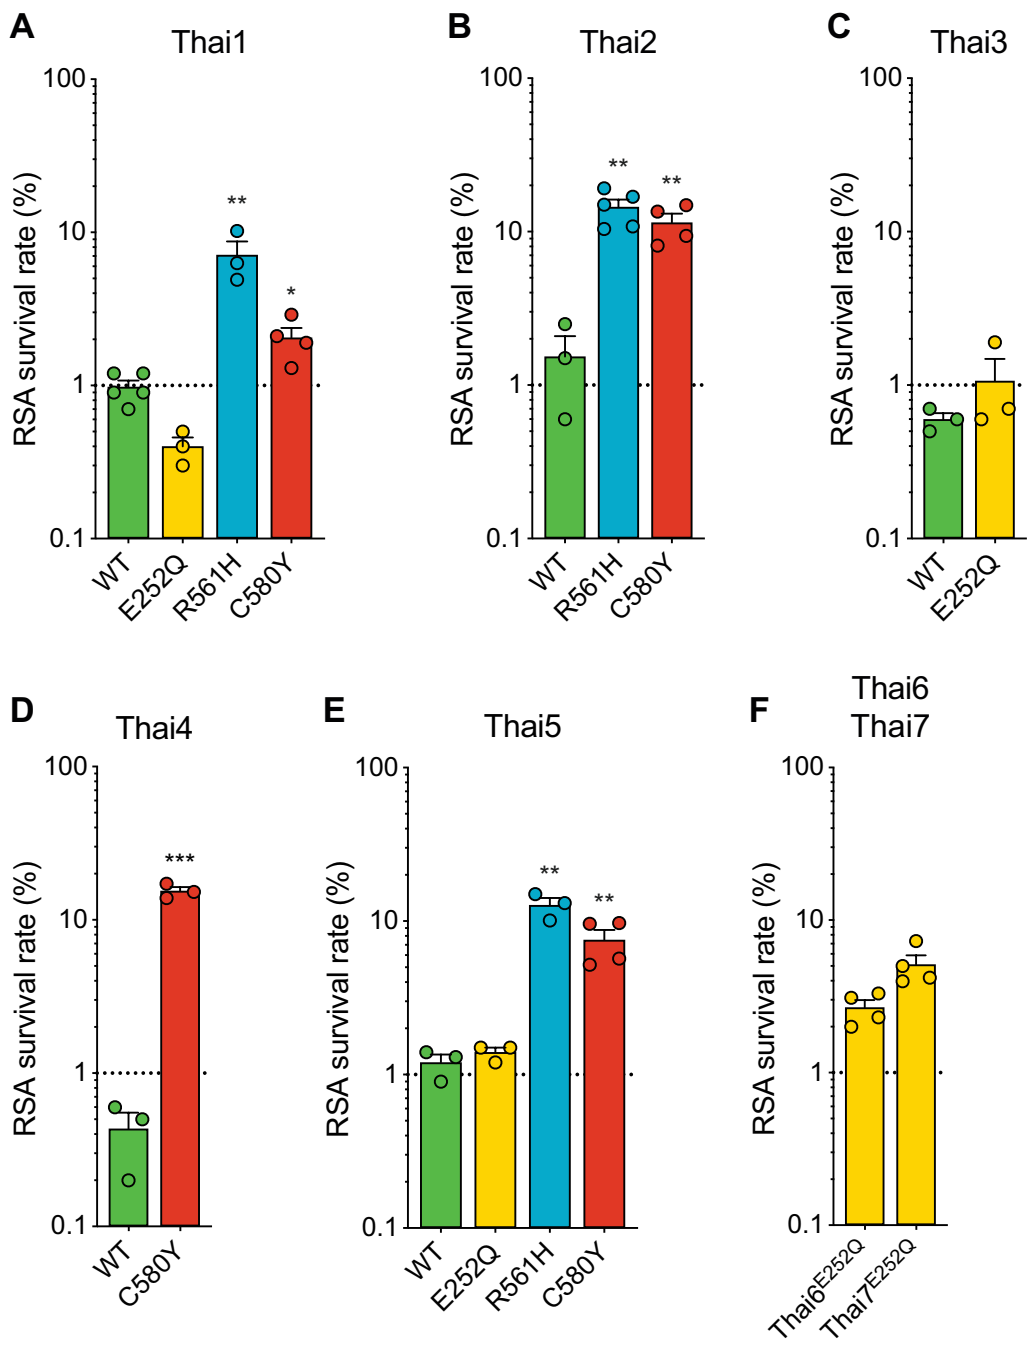 A
Thai1
RSA survival rate (%)
100
10
1
0.1
**
*
WT
E252Q
R561H
C580Y
B
Thai2
RSA survival rate (%)
100
10
1
0.1
**
**
WT
R561H
C580Y
C
Thai3
RSA survival rate (%)
100
10
1
0.1
WT
E252Q
D
Thai4
RSA survival rate (%)
100
10
1
0.1
***
WT
C580Y
E
Thai5
RSA survival rate (%)
100
10
1
0.1
**
**
WT
E252Q
R561H
C580Y
F
Thai6
Thai7
RSA survival rate (%)
100
10
1
0.1
Thai6E252Q
Thai7E252Q